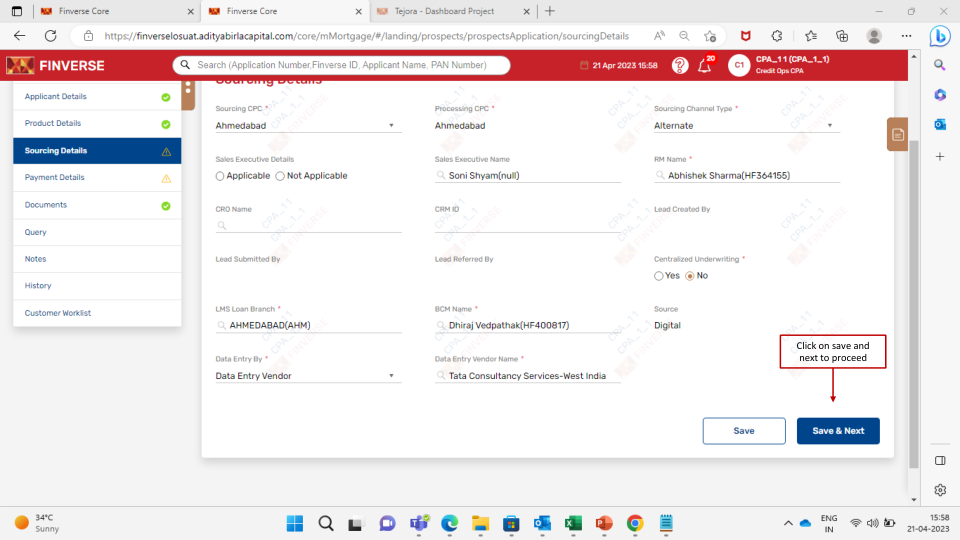 Finverse Core
Finverse Core
Tejora - Dashboard Project
https://finverselosuat.adityabirlacapital.com/core/mMortgage/#/landing/prospects/prospectsApplication/sourcingDetails
FINVERSE
Search (Application Number,Finverse ID, Applicant Name, PAN Number)
21 Apr 2023 15:58
20
C1
CPA_1 1 (CPA_1_1)
Credit Ops CPA
Applicant Details
Product Details
Sourcing Details
Payment Details
Documents
Query
Notes
History
Customer Worklist
Sourcing Details
Sourcing CPC *
Ahmedabad
Processing CPC *
Ahmedabad
Sourcing Channel Type *
Alternate
Sales Executive Details
Applicable
Not Applicable
Sales Executive Name
Soni Shyam(null)
RM Name *
Abhishek Sharma(HF364155)
CRO Name
CRM ID
Lead Created By
Lead Submitted By
Lead Referred By
Centralized Underwriting *
Yes
No
LMS Loan Branch *
AHMEDABAD(AHM)
BCM Name *
Dhiraj Vedpathak(HF400817)
Source
Digital
Data Entry By *
Data Entry Vendor
Data Entry Vendor Name *
Tata Consultancy Services-West India
Click on save and
next to proceed
Save
Save & Next
34°C
Sunny
ENG
IN
15:58
21-04-2023